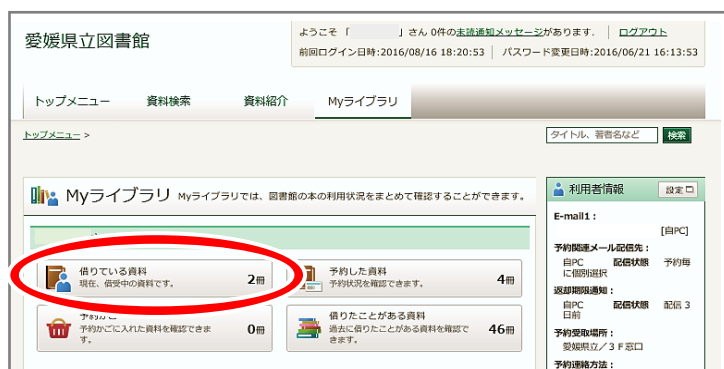 愛媛県立図書館
ようこそ 「 」さん 0件の未読通知メッセージがあります. | ログアウト
前回ログイン日時:2016/08/16 18:20:53 | パスワード変更日時:2016/06/21 16:13:53
トップメニュー 資料検索 資料紹介 Myライブラリ
トップメニュー >
タイトル、著者名など 検索
Myライブラリ Myライブラリでは、図書館の本の利用状況をまとめて確認することができます。
借りている資料
現在、借受中の資料です。
2冊
予約した資料
予約状況を確認できます。
4冊
予約かご
予約かごに入れた資料を確認できま
す。
0冊
借りたことがある資料
過去に借りたことがある資料を確認で
きます。
46冊
利用者情報 設定
E-mail1：
[自PC]
予約関連メール配信先：
自PC 配信状態 予約毎
に個別選択
返却期限通知：
自PC 配信状態 配信 3
日前
予約受取場所：
愛媛県立/３Ｆ窓口
予約連絡方法：